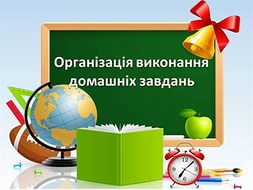 Організація виконання
домашніх завдань